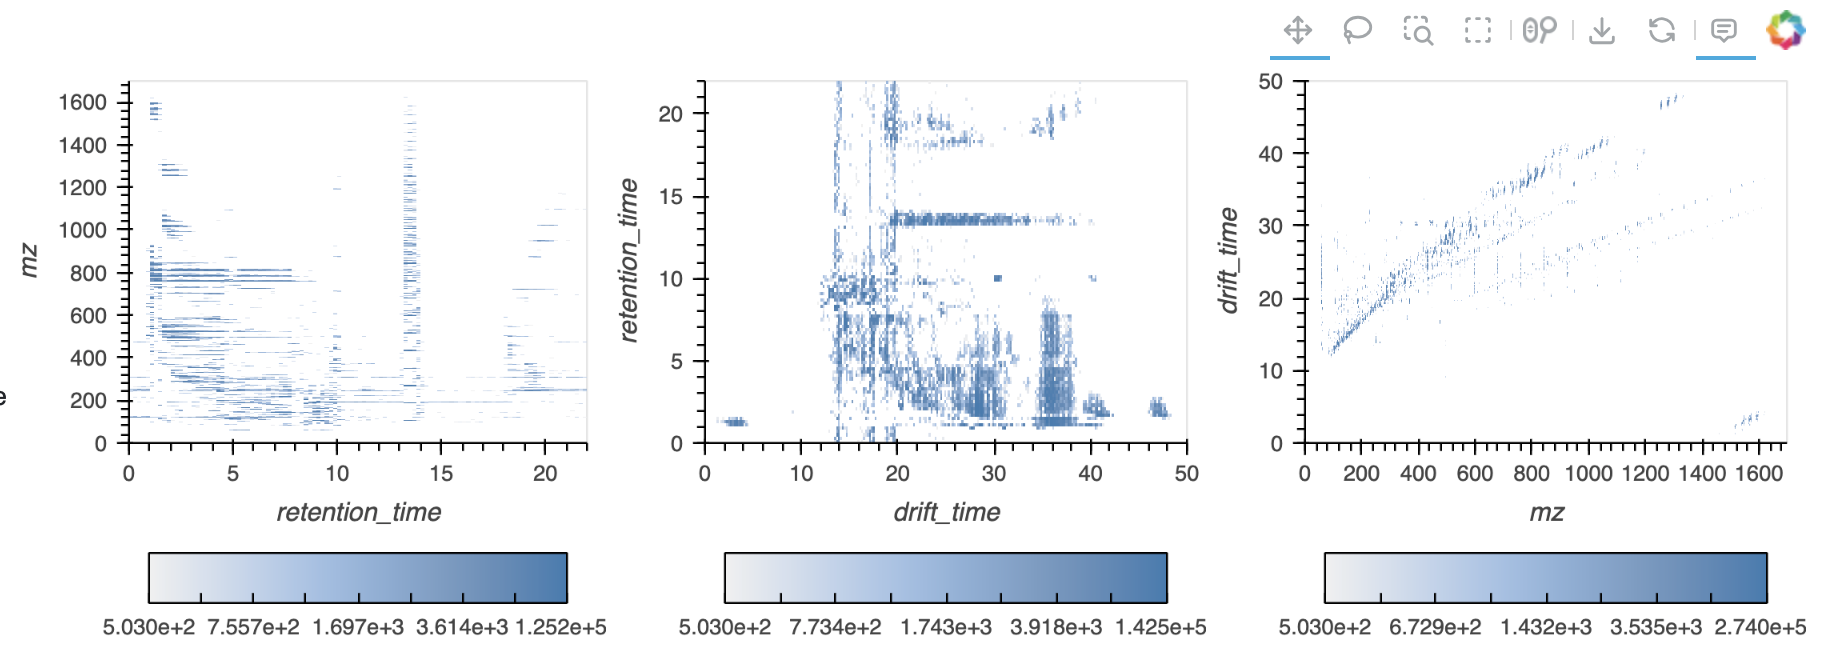 e
1600
1400
1200
1000
800
600
400
200
0
mz
0 5 10 15 20
retention_time
5.030e+2 7.557e+2 1.697e+3 3.614e+3 1.252e+5
20
15
10
5
0
retention_time
0 10 20 30 40 50
drift_time
5.030e+2 7.734e+2 1.743e+3 3.918e+3 1.425e+5
50
40
30
20
10
0
drift_time
0 200 400 600 800 1000 1200 1400 1600
mz
5.030e+2 6.729e+2 1.432e+3 3.535e+3 2.740e+5